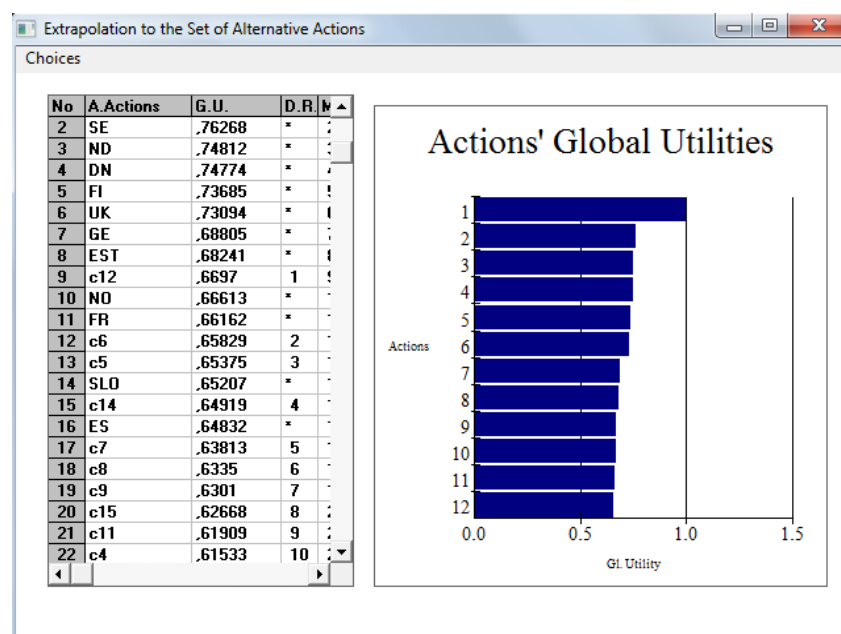 Extrapolation to the Set of Alternative Actions
Choices
No A.Actions G.U. D.R.
2 SE ,76268 *
3 ND ,74812 *
4 DN ,74774 *
5 FI ,73685 *
6 UK ,73094 *
7 GE ,68805 *
8 EST ,68241 *
9 c12 ,6697 1
10 NO ,66613 *
11 FR ,66162 *
12 c6 ,65829 2
13 c5 ,65375 3
14 SLO ,65207 *
15 c14 ,64919 4
16 ES ,64832 *
17 c7 ,63813 5
18 c8 ,6335 6
19 c9 ,6301 7
20 c15 ,62668 8
21 c11 ,61909 9
22 c4 ,61533 10
Actions' Global Utilities
1
2
3
4
5
Actions 6
7
8
9
10
11
12
0.0 0.5 1.0 1.5
Gl. Utility